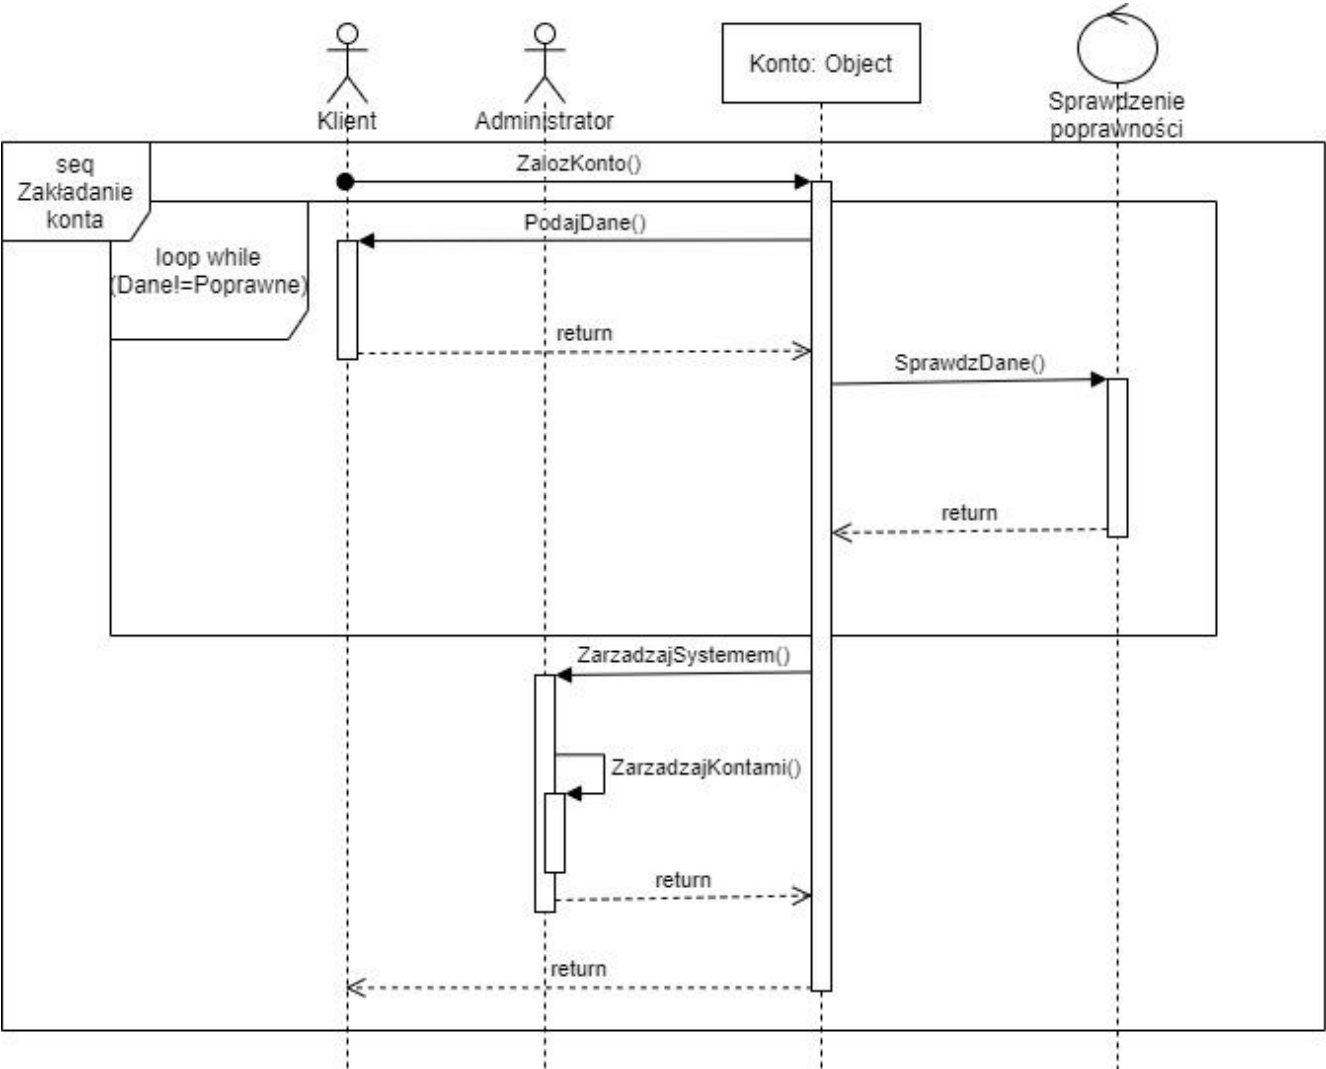 Klient
Administrator
Konto: Object
Sprawdzenie
poprawności
seq
Zakładanie
konta
ZalozKonto()
loop while
(Dane!=Poprawne)
PodajDane()
return
SprawdzDane()
return
ZarzadzajSystemem()
ZarzadzajKontami()
return
return